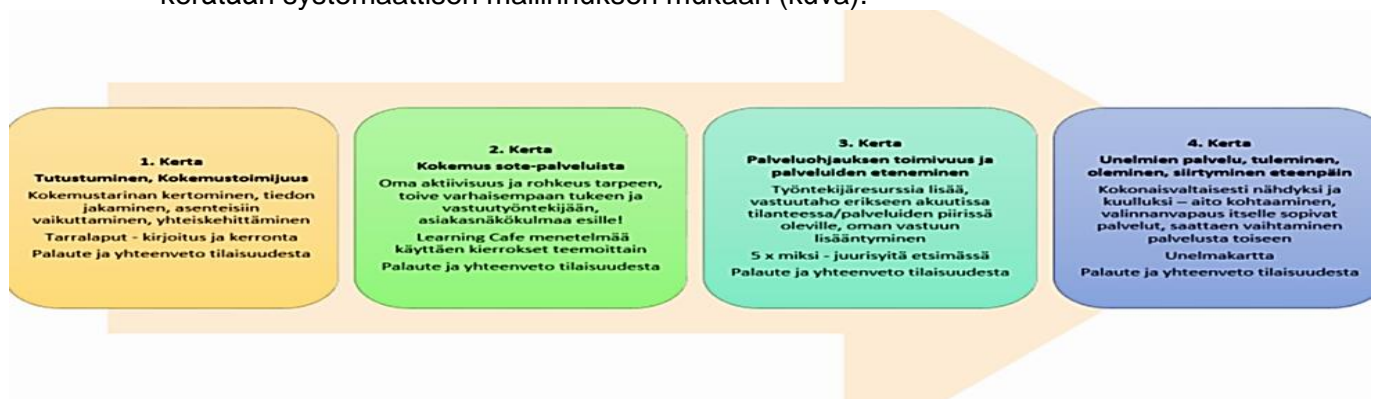 kerätään systemaattisen mallinnuksen mukaan (kuva).
1. Kerta
Tutustuminen, Kokemustoimijuus
Kokemustarinan kertominen, tiedon
jakaminen, asenteisiin
vaikuttaminen, yhteiskehittäminen
Tarralaput - kirjoitus ja kerronta
Palaute ja yhteenveto tilaisuudesta
2. Kerta
Kokemus sote-palveluista
Oma aktiivisuus ja rohkeus tarpeen,
toive varhaisempaan tukeen ja
vastuutyöntekijään,
asiakasnäkökulmaa esille!
Learning Cafe menetelmää
käyttäen kierrokset teemoittain
Palaute ja yhteenveto tilaisuudesta
3. Kerta
Palveluohjauksen toimivuus ja
palveluiden eteneminen
Työntekijäresurssia lisää,
vastuutaho erikseen akuutissa
tilanteessa/palveluiden piirissä
oleville, oman vastuun
lisääntyminen
5 x miksi - juurisyitä etsimässä
Palaute ja yhteenveto tilaisuudesta
4. Kerta
Unelmien palvelu, tuleminen,
oleminen, siirtyminen eteenpäin
Kokonaisvaltaisesti nähdyksi ja
kuulluksi – aito kohtaaminen,
valinnanvapaus itselle sopivat
palvelut, saattaen vaihtaminen
palvelusta toiseen
Unelmakartta
Palaute ja yhteenveto tilaisuudesta